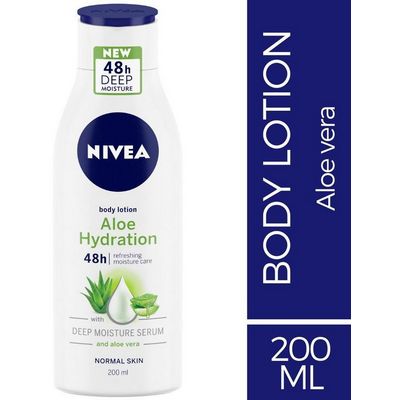 NEW
48h
DEEP
MOISTURE
NIVEA
body lotion
Aloe
Hydration
48h | refreshing
moisture care
with
DEEP MOISTURE SERUM
and aloe vera
NORMAL SKIN
200 ml
BODY LOTION
Aloe vera
200
ML